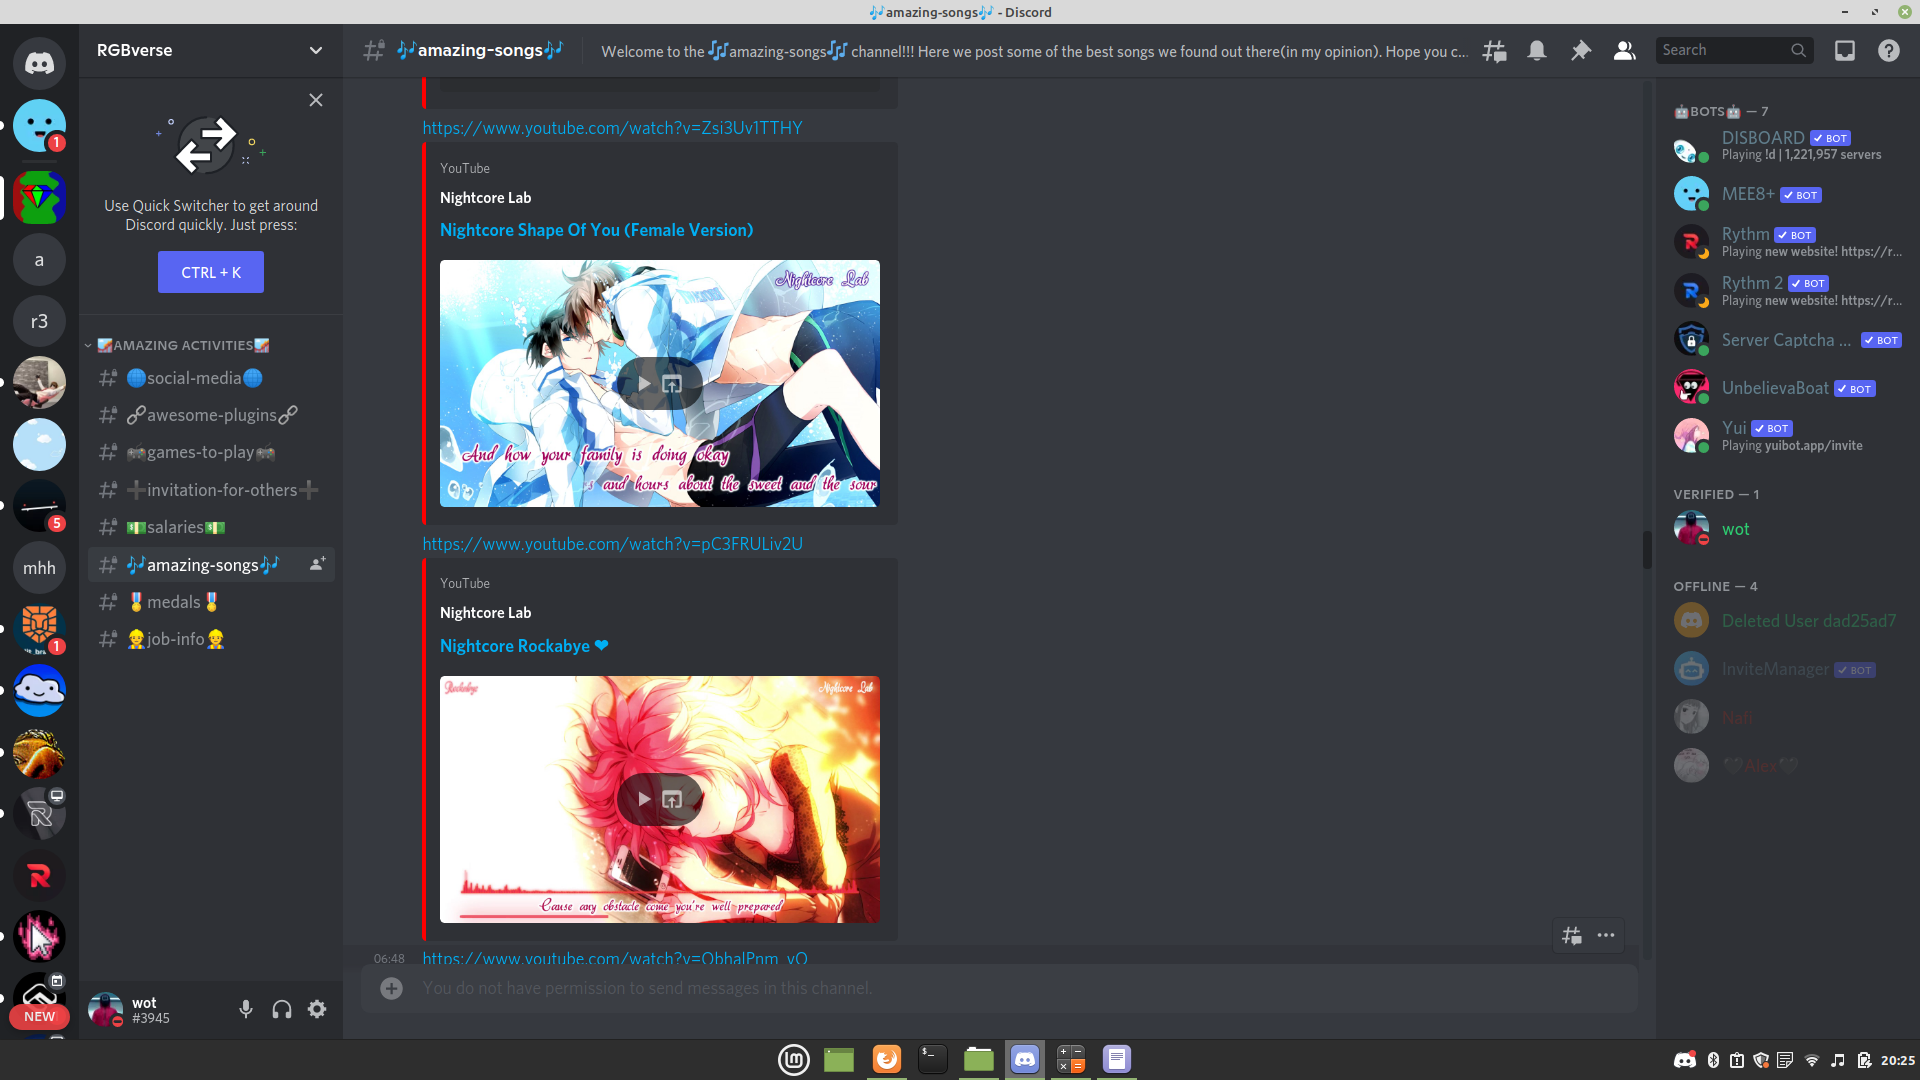 🎶amazing-songs🎶 - Discord
RGBverse
🎶amazing-songs🎶
Welcome to the 🎶amazing-songs🎶 channel!!! Here we post some of the best songs we found out there(in my opinion). Hope you c...
Search
Use Quick Switcher to get around
Discord quickly. Just press:
CTRL + K
AMAZING ACTIVITIES
🌐social-media🌐
🔗awesome-plugins🔗
🎮games-to-play🎮
➕invitation-for-others➕
💵salaries💵
🎶amazing-songs🎶
🎖medals🎖
👷job-info👷
1
a
r3
5
mhh
1
NEW
wot
#3945
https://www.youtube.com/watch?v=Zsi3Uv1TTHY
YouTube
Nightcore Lab
Nightcore Shape Of You (Female Version)
Nightcore Lab
And how your family is doing okay
s and hours about the sweet and the sour
https://www.youtube.com/watch?v=pC3FRULiv2U
YouTube
Nightcore Lab
Nightcore Rockabye ❤
Rockabye
Nightcore Lab
'Cause any obstacle come you're well prepared
06:48
https://www.youtube.com/watch?v=QbhalPnm_vQ
You do not have permission to send messages in this channel.
🤖BOTS🤖 — 7
DISBOARD ✓ BOT
Playing !d | 1,221,957 servers
MEE8+ ✓ BOT
Rythm ✓ BOT
Playing new website! https://r...
Rythm 2 ✓ BOT
Playing new website! https://r...
Server Captcha ... ✓ BOT
UnbelievaBoat ✓ BOT
Yui ✓ BOT
Playing yuibot.app/invite
VERIFIED — 1
wot
OFFLINE — 4
Deleted User dad25ad7
InviteManager ✓ BOT
Nafi
🖤Alex🖤
20:25